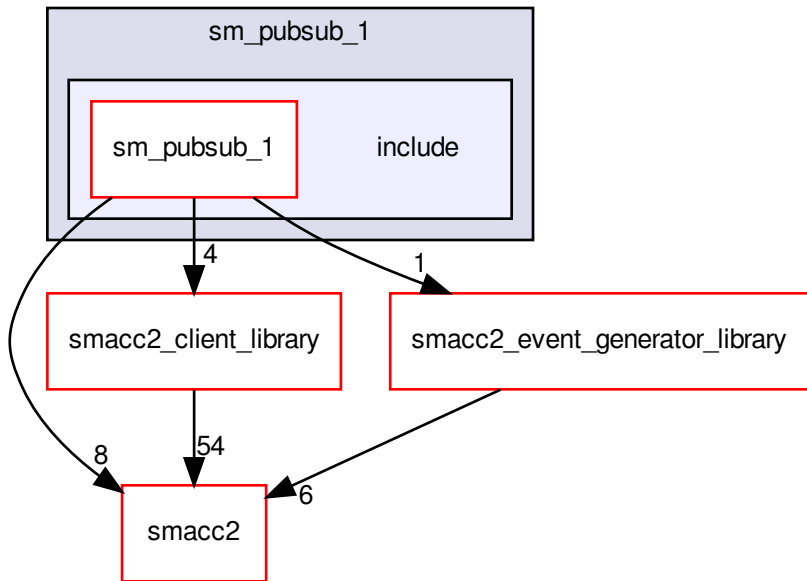 sm_pubsub_1
sm_pubsub_1
include
4
1
smacc2_client_library
smacc2_event_generator_library
8
54
6
smacc2